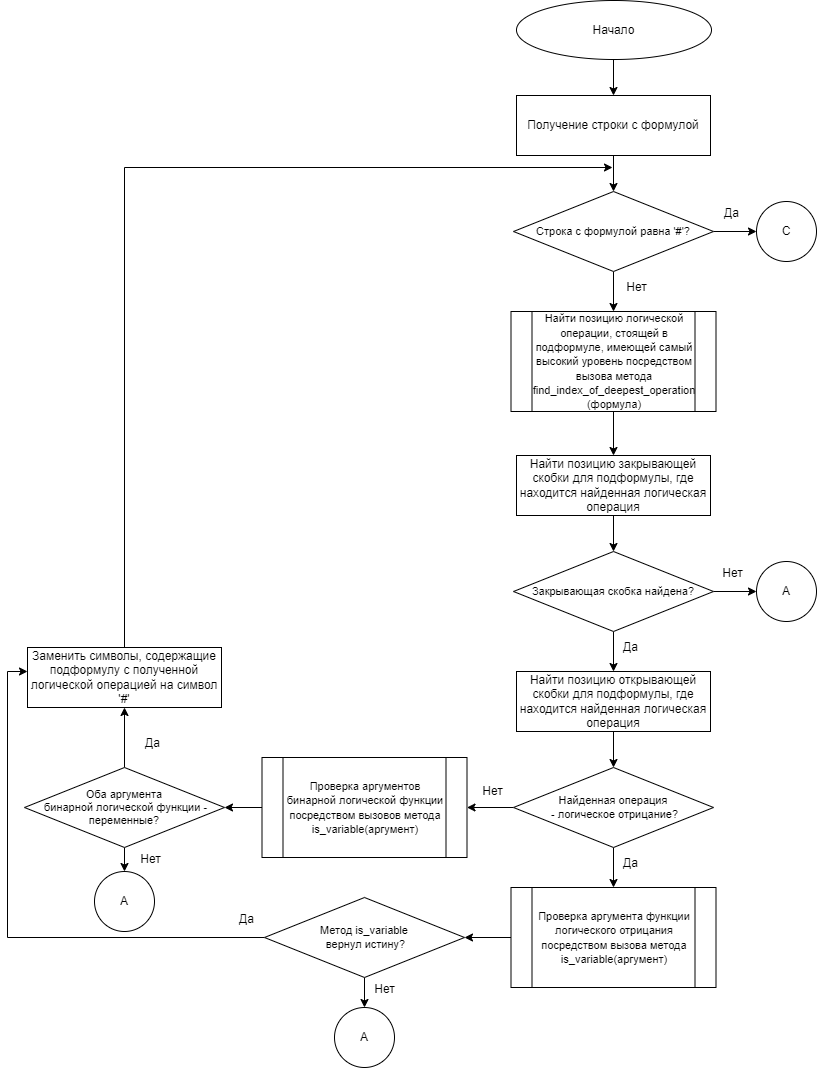 Начало
Получение строки с формулой
Строка с формулой равна '#'?
Да
С
Нет
Найти позицию логической
операции, стоящей в
подформуле, имеющей самый
высокий уровень посредством
вызова метода
find_index_of_deepest_operation
(формула)
Найти позицию закрывающей
скобки для подформулы, где
находится найденная логическая
операция
Закрывающая скобка найдена?
Нет
А
Да
Найти позицию открывающей
скобки для подформулы, где
находится найденная логическая
операция
Найденная операция
- логическое отрицание?
Нет
Проверка аргументов
бинарной логической функции
посредством вызовов метода
is_variable(аргумент)
Оба аргумента
бинарной логической функции -
переменные?
Да
Заменить символы, содержащие
подформулу с полученной
логической операцией на символ
'#'
Нет
А
Да
Проверка аргумента функции
логического отрицания
посредством вызова метода
is_variable(аргумент)
Метод is_variable
вернул истину?
Да
Нет
А